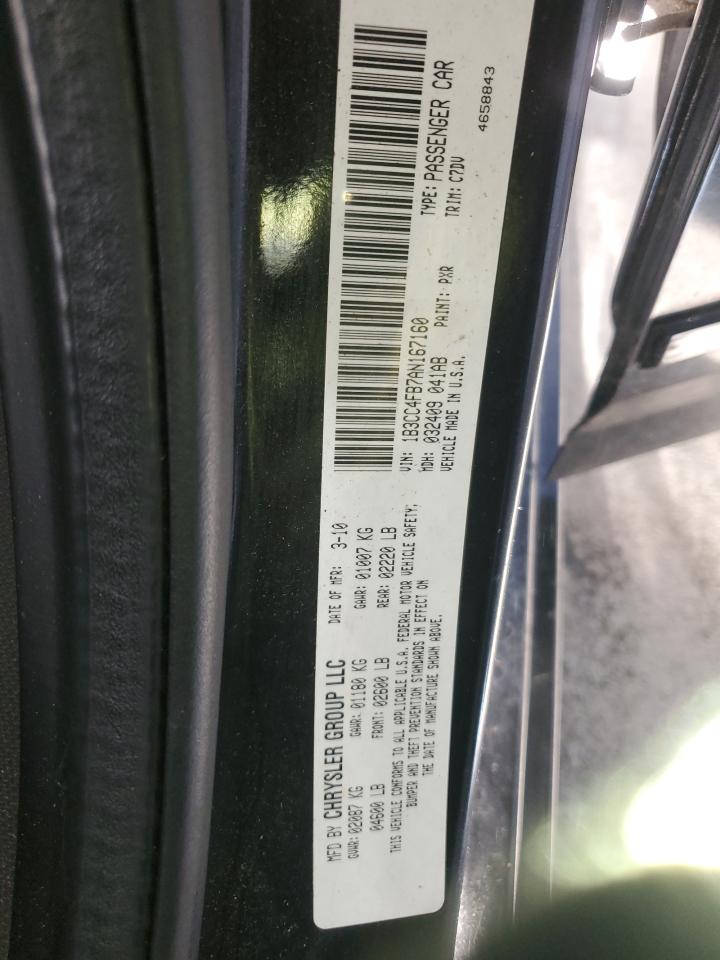 MFD BY CHRYSLER GROUP LLC
DATE OF MFR: 3-10
GVWR: 02087 KG
GAWR: 01180 KG
GAWR: 01007 KG
04600 LB
FRONT: 02600 LB
REAR: 02220 LB
THIS VEHICLE CONFORMS TO ALL APPLICABLE U.S.A. FEDERAL MOTOR VEHICLE SAFETY,
BUMPER AND THEFT PREVENTION STANDARDS IN EFFECT ON
THE DATE OF MANUFACTURE SHOWN ABOVE.
VIN: 1B3CC4FB7AN167160
TYPE: PASSENGER CAR
MDH: 032409 041AB
PAINT: PXR
TRIM: C7DV
VEHICLE MADE IN U.S.A.
4658843